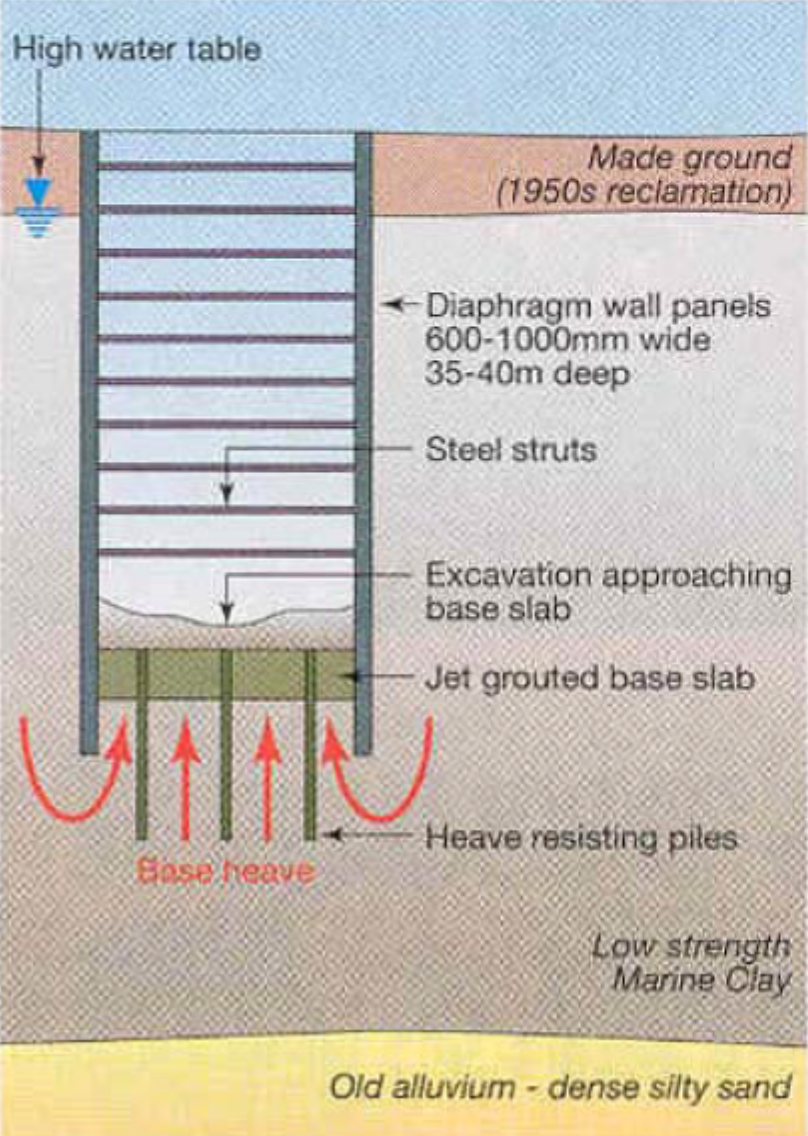 High water table
Made ground
(1950s reclamation)
Diaphragm wall panels
600-1000mm wide
35-40m deep
Steel struts
Excavation approaching
base slab
Jet grouted base slab
Heave resisting piles
Base heave
Low strength
Marine Clay
Old alluvium - dense silty sand